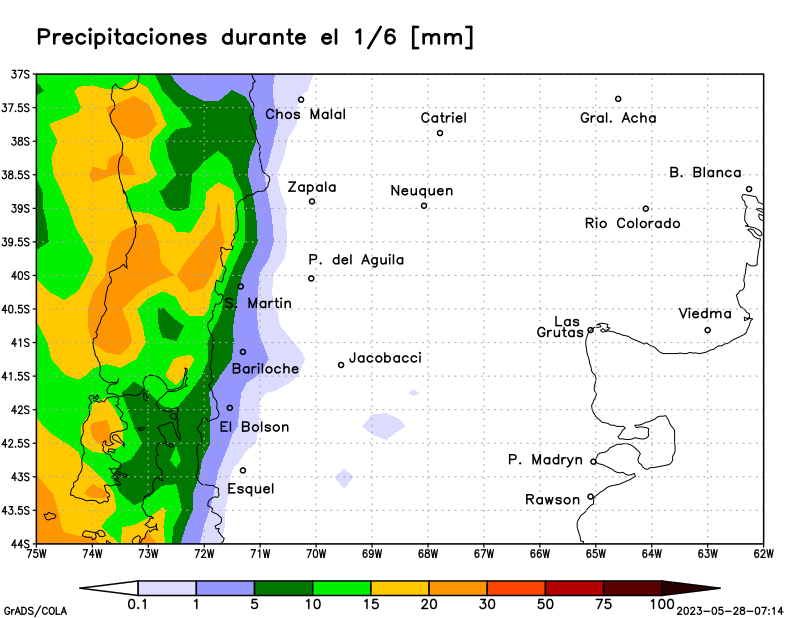 Precipitaciones durante el 1/6 [mm]
37S
37.5S
Chos Malal
Catriel
Gral. Acha
38S
38.5S
B. Blanca
Zapala
Neuquen
39S
Rio Colorado
39.5S
P. del Aguila
40S
S. Martin
40.5S
Viedma
Las
Grutas
41S
Jacobacci
Bariloche
41.5S
42S
El Bolson
42.5S
P. Madryn
43S
Esquel
Rawson
43.5S
44S
75W 74W 73W 72W 71W 70W 69W 68W 67W 66W 65W 64W 63W 62W
0.1 1 5 10 15 20 30 50 75 100
GrADS/COLA
2023-05-28-07:14